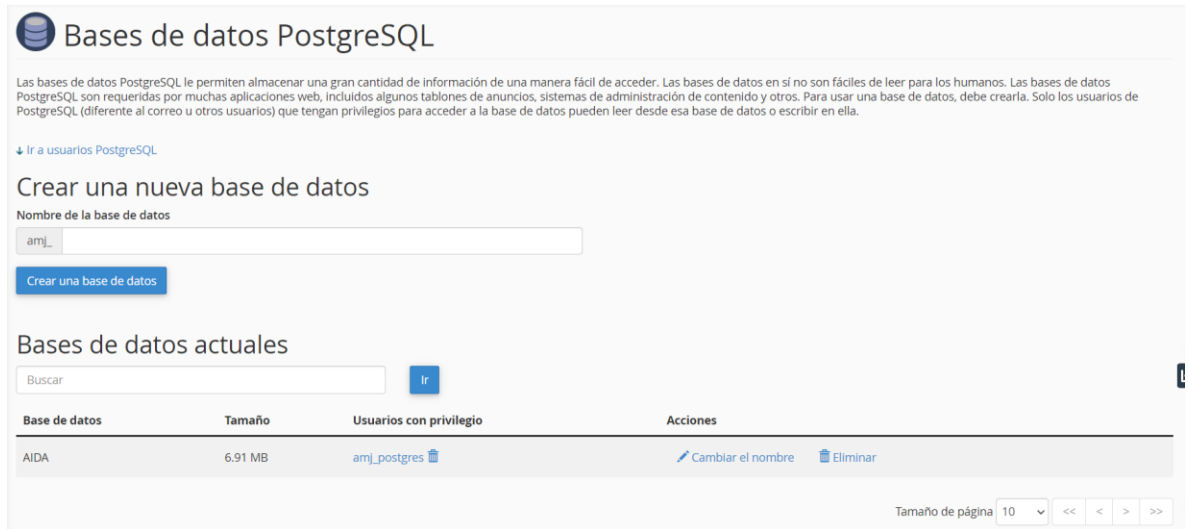 Bases de datos PostgreSQL
Las bases de datos PostgreSQL le permiten almacenar una gran cantidad de información de una manera fácil de acceder. Las bases de datos en sí no son fáciles de leer para los humanos. Las bases de datos
PostgreSQL son requeridas por muchas aplicaciones web, incluidos algunos tablones de anuncios, sistemas de administración de contenido y otros. Para usar una base de datos, debe crearla. Solo los usuarios de
PostgreSQL (diferente al correo u otros usuarios) que tengan privilegios para acceder a la base de datos pueden leer desde esa base de datos o escribir en ella.
Ir a usuarios PostgreSQL
Crear una nueva base de datos
Nombre de la base de datos
amj_
Crear una base de datos
Bases de datos actuales
Buscar Ir
Base de datos Tamaño Usuarios con privilegio Acciones
AIDA 6.91 MB amj_postgres Cambiar el nombre Eliminar
Tamaño de página 10 << < > >>